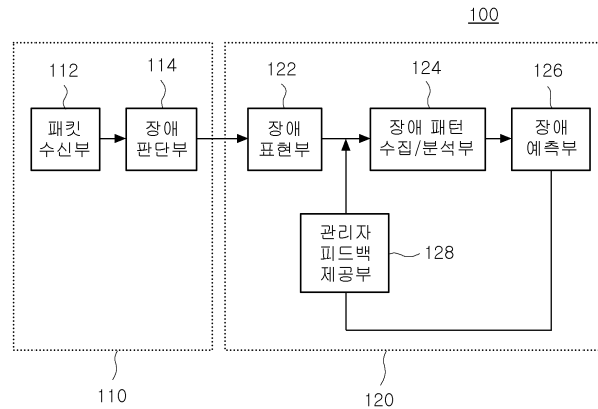 100
112
114
122
124
126
패킷
수신부
장애
판단부
장애
표현부
장애 패턴
수집/분석부
장애
예측부
관리자
피드백
제공부
128
110
120